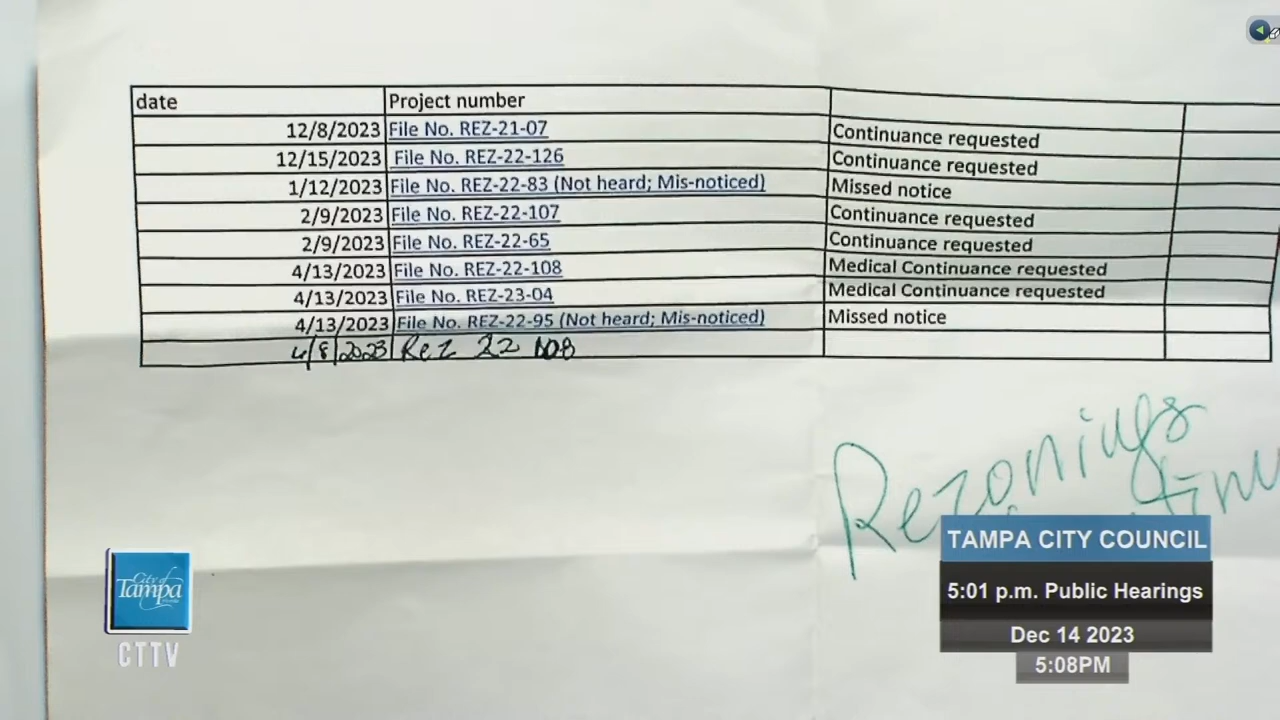 date Project number
12/8/2023 File No. REZ-21-07 Continuance requested
12/15/2023 File No. REZ-22-126 Continuance requested
1/12/2023 File No. REZ-22-83 (Not heard; Mis-noticed) Missed notice
2/9/2023 File No. REZ-22-107 Continuance requested
2/9/2023 File No. REZ-22-65 Continuance requested
4/13/2023 File No. REZ-22-108 Medical Continuance requested
4/13/2023 File No. REZ-23-04 Medical Continuance requested
4/13/2023 File No. REZ-22-95 (Not heard; Mis-noticed) Missed notice
6/8/2023 Rez 22 108
Rezonings
TAMPA CITY COUNCIL
5:01 p.m. Public Hearings
Dec 14 2023
5:08PM
City of
Tampa
CTTV